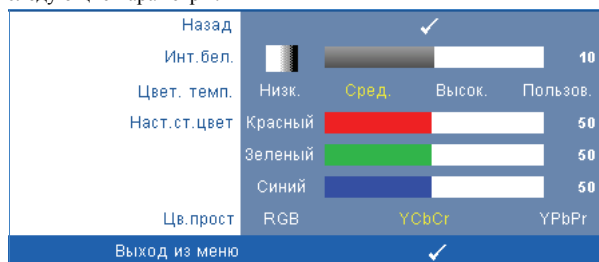 Назад
Инт.бел. 10
Цвет. темп. Низк. Сред. Высок. Пользов.
Наст.ст.цвет Красный 50
Зеленый 50
Синий 50
Цв.прост RGB YCbCr YPbPr
Выход из меню